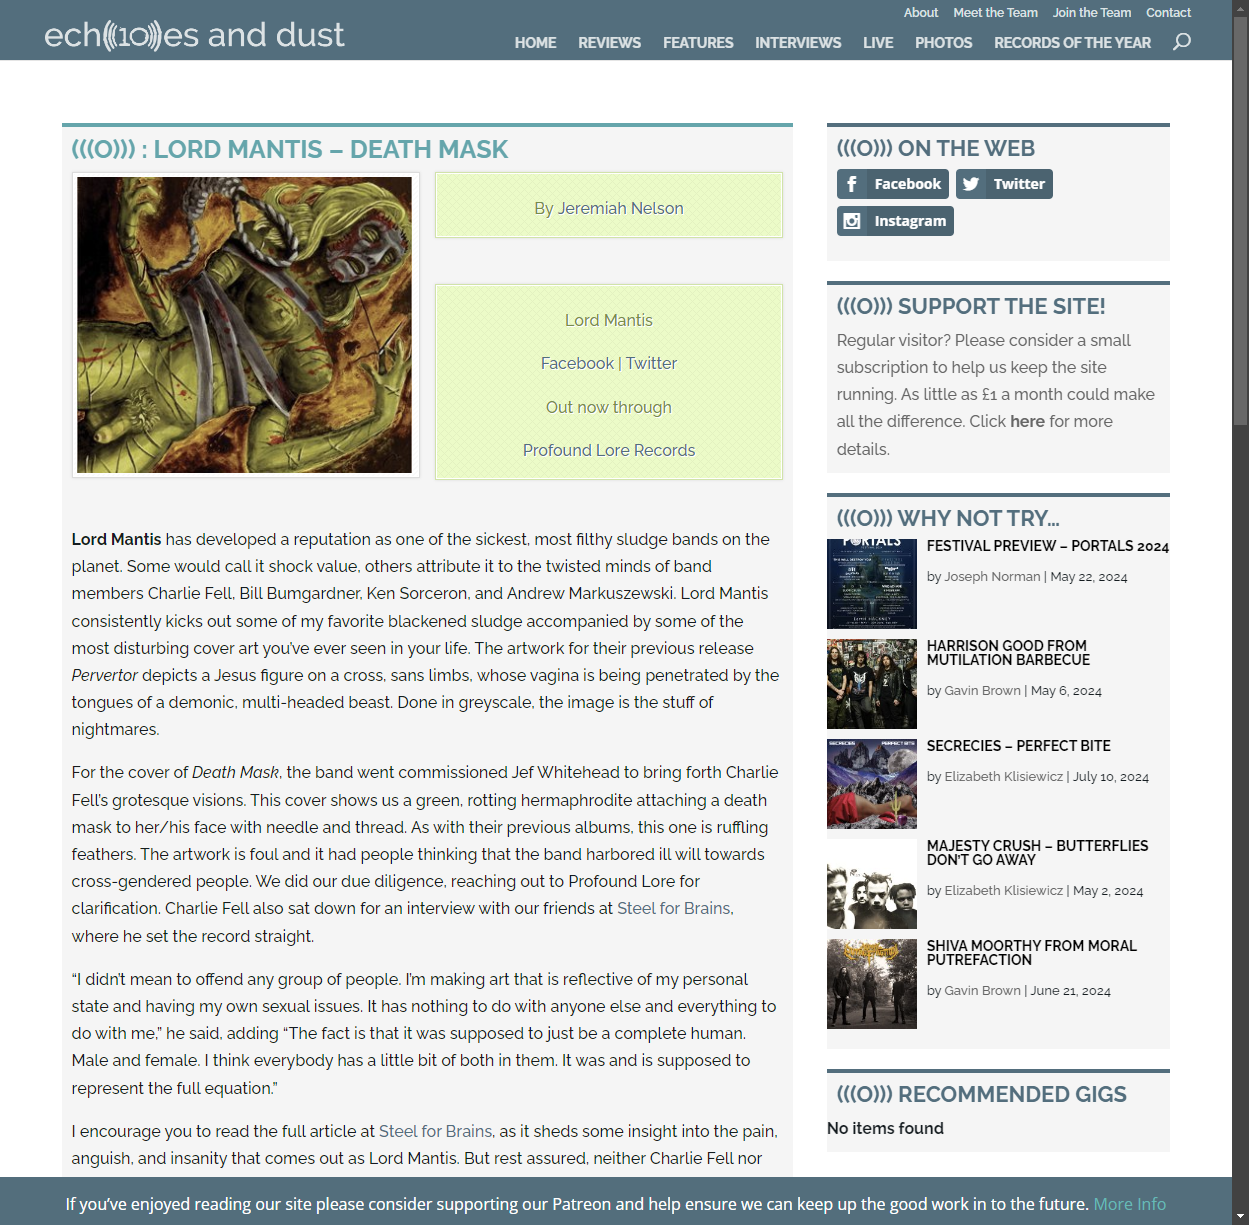 About Meet the Team Join the Team Contact
ech(((10)))es and dust
HOME REVIEWS FEATURES INTERVIEWS LIVE PHOTOS RECORDS OF THE YEAR
(((O))) : LORD MANTIS – DEATH MASK
By Jeremiah Nelson
Lord Mantis
Facebook | Twitter
Out now through
Profound Lore Records
Lord Mantis has developed a reputation as one of the sickest, most filthy sludge bands on the
planet. Some would call it shock value, others attribute it to the twisted minds of band
members Charlie Fell, Bill Bumgardner, Ken Sorceron, and Andrew Markuszewski. Lord Mantis
consistently kicks out some of my favorite blackened sludge accompanied by some of the
most disturbing cover art you’ve ever seen in your life. The artwork for their previous release
Pervertor depicts a Jesus figure on a cross, sans limbs, whose vagina is being penetrated by the
tongues of a demonic, multi-headed beast. Done in greyscale, the image is the stuff of
nightmares.
For the cover of Death Mask, the band went commissioned Jef Whitehead to bring forth Charlie
Fell’s grotesque visions. This cover shows us a green, rotting hermaphrodite attaching a death
mask to her/his face with needle and thread. As with their previous albums, this one is ruffling
feathers. The artwork is foul and it had people thinking that the band harbored ill will towards
cross-gendered people. We did our due diligence, reaching out to Profound Lore for
clarification. Charlie Fell also sat down for an interview with our friends at Steel for Brains,
where he set the record straight.
“I didn’t mean to offend any group of people. I’m making art that is reflective of my personal
state and having my own sexual issues. It has nothing to do with anyone else and everything to
do with me,” he said, adding “The fact is that it was supposed to just be a complete human.
Male and female. I think everybody has a little bit of both in them. It was and is supposed to
represent the full equation.”
I encourage you to read the full article at Steel for Brains, as it sheds some insight into the pain,
anguish, and insanity that comes out as Lord Mantis. But rest assured, neither Charlie Fell nor
(((O))) ON THE WEB
Facebook Twitter
Instagram
(((O))) SUPPORT THE SITE!
Regular visitor? Please consider a small
subscription to help us keep the site
running. As little as £1 a month could make
all the difference. Click here for more
details.
(((O))) WHY NOT TRY…
PORTALS
FESTIVAL PREVIEW – PORTALS 2024
by Joseph Norman | May 22, 2024
HARRISON GOOD FROM
MUTILATION BARBECUE
by Gavin Brown | May 6, 2024
SECRECIES PERFECT BITE
SECRECIES – PERFECT BITE
by Elizabeth Klisiewicz | July 10, 2024
MAJESTY CRUSH – BUTTERFLIES
DON’T GO AWAY
by Elizabeth Klisiewicz | May 2, 2024
SHIVA MOORTHY FROM MORAL
PUTREFACTION
by Gavin Brown | June 21, 2024
(((O))) RECOMMENDED GIGS
No items found
If you’ve enjoyed reading our site please consider supporting our Patreon and help ensure we can keep up the good work in to the future. More Info